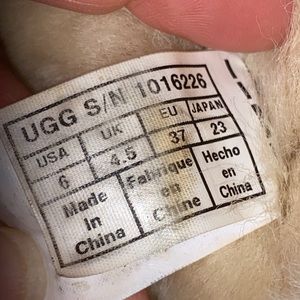 UGG S/N 1016226
USA UK EU JAPAN
6 4.5 37 23
Made in China
Fabriqué en Chine
Hecho en China